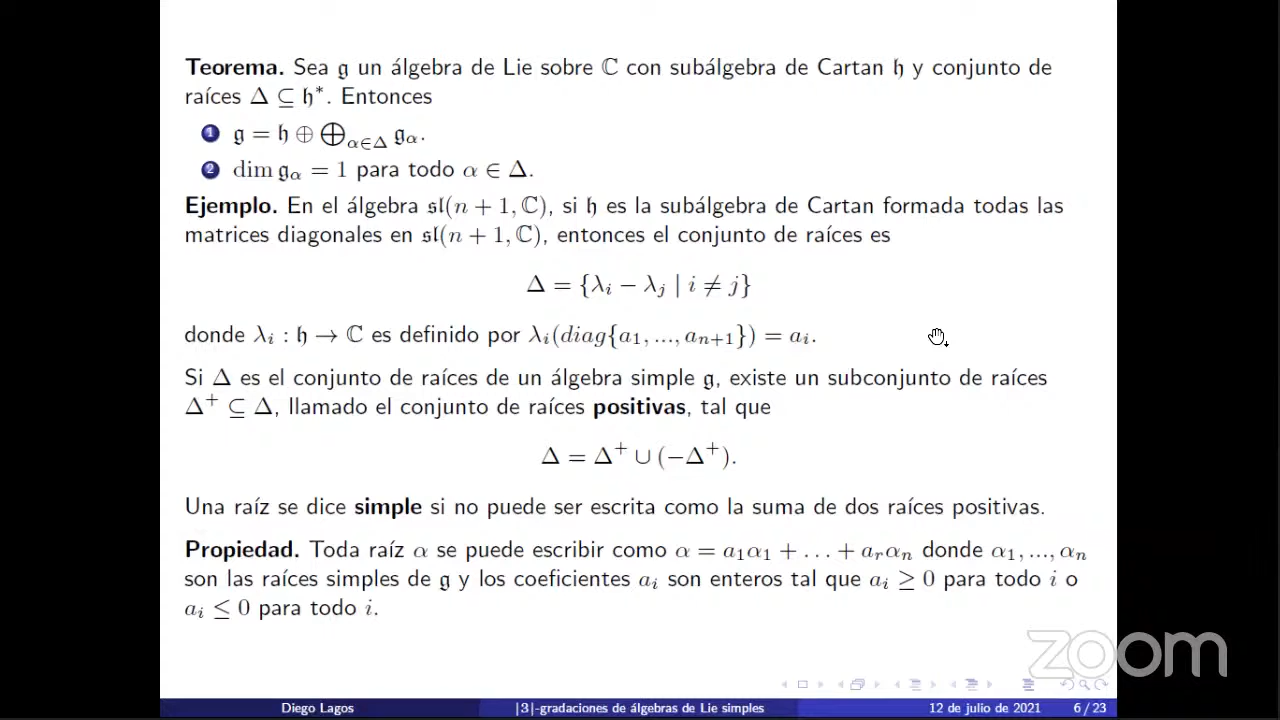 Teorema. Sea 𝔤 un álgebra de Lie sobre ℂ con subálgebra de Cartan 𝔥 y conjunto de
raíces Δ ⊆ 𝔥*. Entonces
1 𝔤 = 𝔥 ⊕ ⨁_{α∈Δ} 𝔤_α.
2 dim 𝔤_α = 1 para todo α ∈ Δ.
Ejemplo. En el álgebra 𝔰𝔩(n + 1, ℂ), si 𝔥 es la subálgebra de Cartan formada todas las
matrices diagonales en 𝔰𝔩(n + 1, ℂ), entonces el conjunto de raíces es
Δ = {λ_i − λ_j | i ≠ j}
donde λ_i : 𝔥 → ℂ es definido por λ_i(diag{a_1, ..., a_{n+1}}) = a_i.
Si Δ es el conjunto de raíces de un álgebra simple 𝔤, existe un subconjunto de raíces
Δ⁺ ⊆ Δ, llamado el conjunto de raíces positivas, tal que
Δ = Δ⁺ ∪ (−Δ⁺).
Una raíz se dice simple si no puede ser escrita como la suma de dos raíces positivas.
Propiedad. Toda raíz α se puede escribir como α = a_1α_1 + . . . + a_rα_n donde α_1, ..., α_n
son las raíces simples de 𝔤 y los coeficientes a_i son enteros tal que a_i ≥ 0 para todo i o
a_i ≤ 0 para todo i.
zoom
Diego Lagos |3|-gradaciones de álgebras de Lie simples 12 de julio de 2021 6 / 23